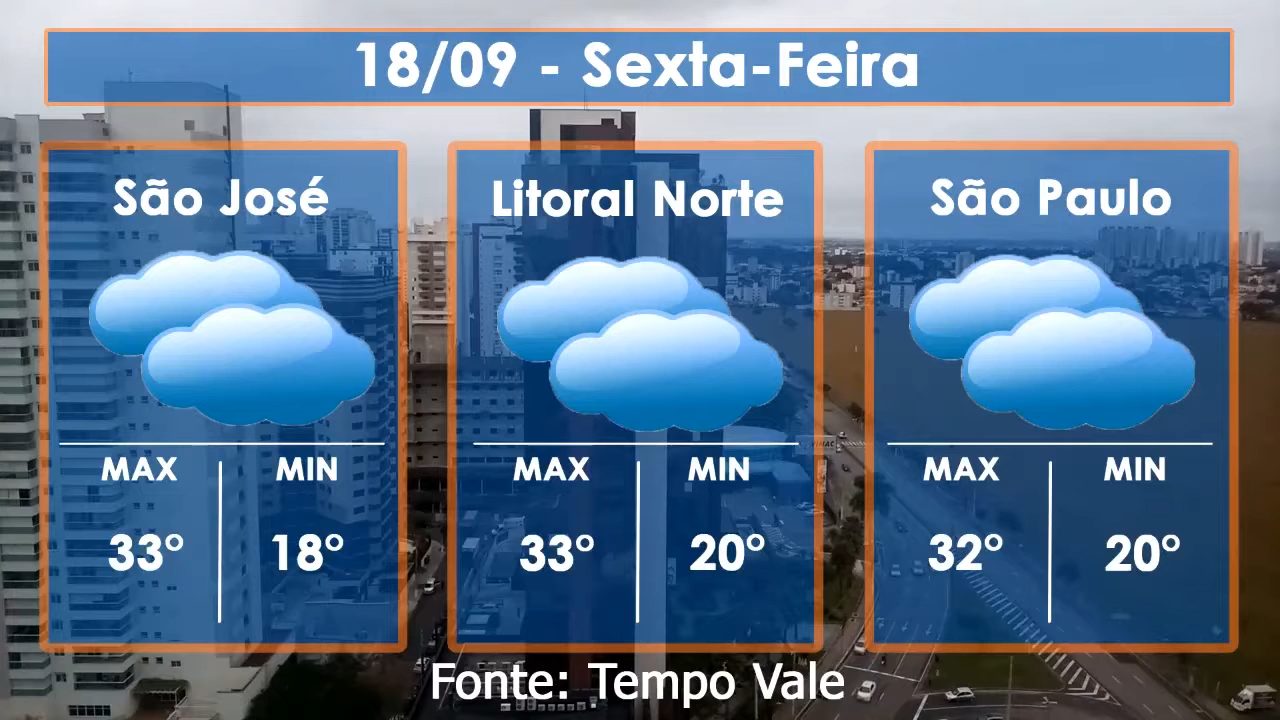 18/09 - Sexta-Feira
São José
MAX MIN
33° 18°
Litoral Norte
MAX MIN
33° 20°
São Paulo
MAX MIN
32° 20°
Fonte: Tempo Vale